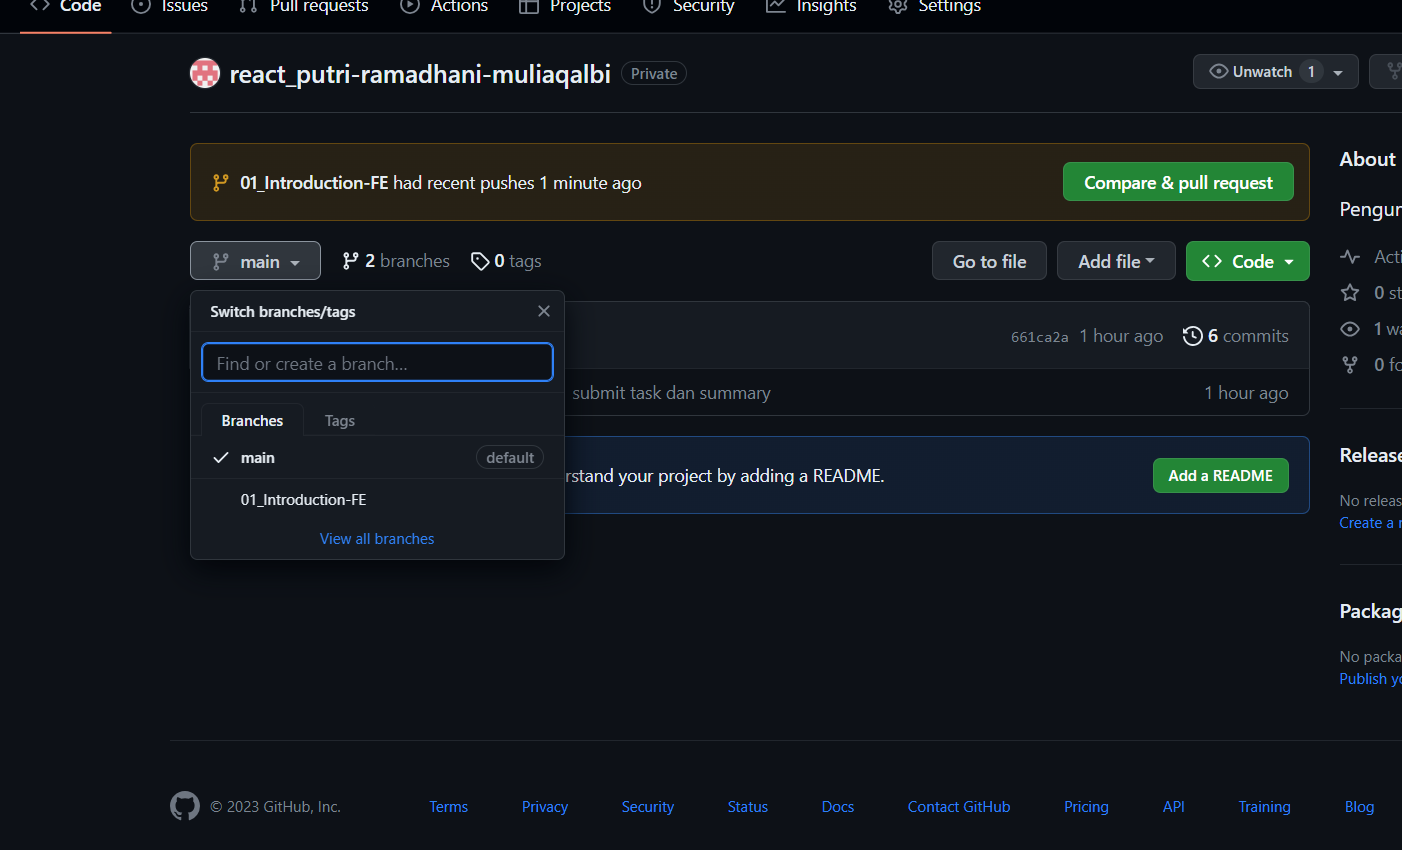 Code Issues Pull requests Actions Projects Security Insights Settings
react_putri-ramadhani-muliaqalbi Private Unwatch 1
01_Introduction-FE had recent pushes 1 minute ago Compare & pull request
About
Pengun
main 2 branches 0 tags Go to file Add file Code
Acti
0 st
1 wa
0 fo
Switch branches/tags
Find or create a branch...
661ca2a 1 hour ago 6 commits
submit task dan summary 1 hour ago
Branches Tags
main default
01_Introduction-FE
View all branches
rstand your project by adding a README. Add a README
Release
No releas
Create a r
Packag
No packa
Publish yo
© 2023 GitHub, Inc. Terms Privacy Security Status Docs Contact GitHub Pricing API Training Blog